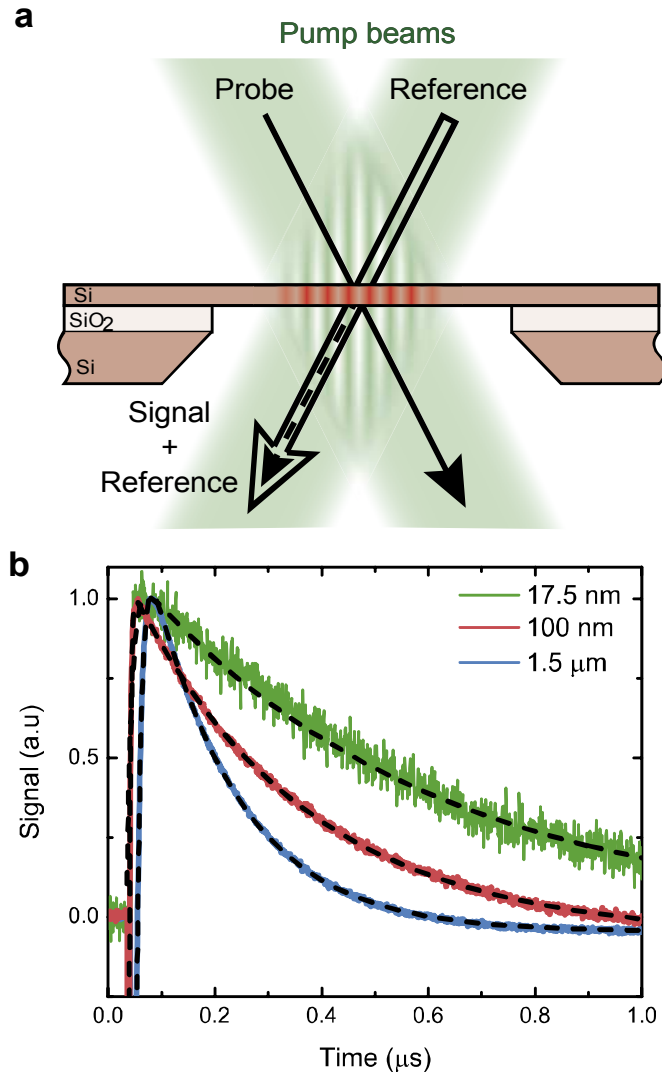 a
Pump beams
Probe
Reference
Si
SiO2
Si
Signal
+
Reference
b
17.5 nm
100 nm
1.5 μm
1.0
0.5
0.0
Signal (a.u)
0.0 0.2 0.4 0.6 0.8 1.0
Time (μs)